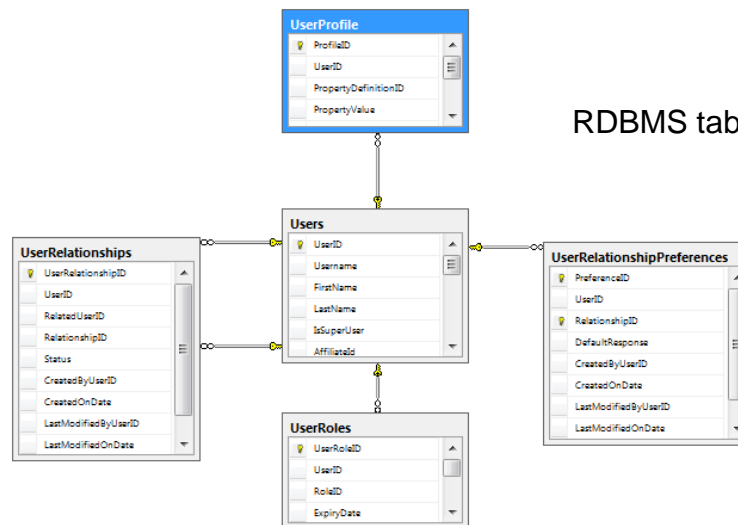 UserProfile
ProfileID
UserID
PropertyDefinitionID
PropertyValue
RDBMS tab
Users
UserID
Username
FirstName
LastName
IsSuperUser
AffiliateId
UserRelationships
UserRelationshipID
UserID
RelatedUserID
RelationshipID
Status
CreatedByUserID
CreatedOnDate
LastModifiedByUserID
LastModifiedOnDate
UserRelationshipPreferences
PreferenceID
UserID
RelationshipID
DefaultResponse
CreatedByUserID
CreatedOnDate
LastModifiedByUserID
LastModifiedOnDate
UserRoles
UserRoleID
UserID
RoleID
ExpiryDate